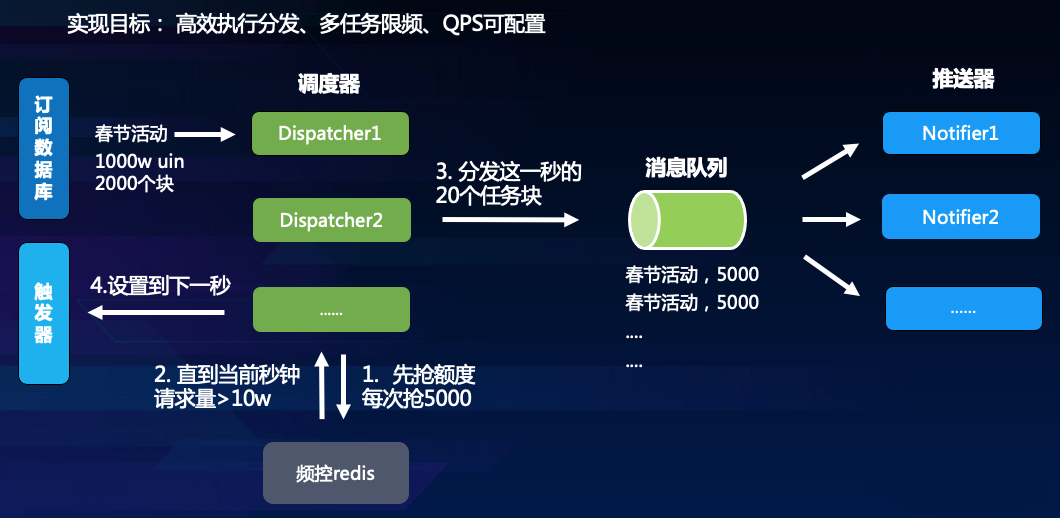 实现目标： 高效执行分发、多任务限频、QPS可配置
订阅数据库
触发器
调度器
春节活动
1000w uin
2000个块
Dispatcher1
Dispatcher2
......
4.设置到下一秒
2. 直到当前秒钟
请求量>10w
1. 先抢额度
每次抢5000
频控redis
3. 分发这一秒的
20个任务块
消息队列
春节活动，5000
春节活动，5000
....
....
推送器
Notifier1
Notifier2
......